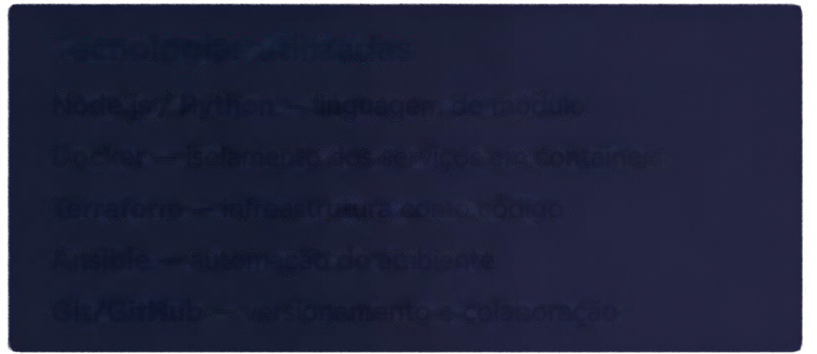 Tecnologias utilizadas
Node.js / Python — linguagem do módulo
Docker — isolamento dos serviços em containers
Terraform — infraestrutura como código
Ansible — automação do ambiente
Git/GitHub — versionamento e colaboração